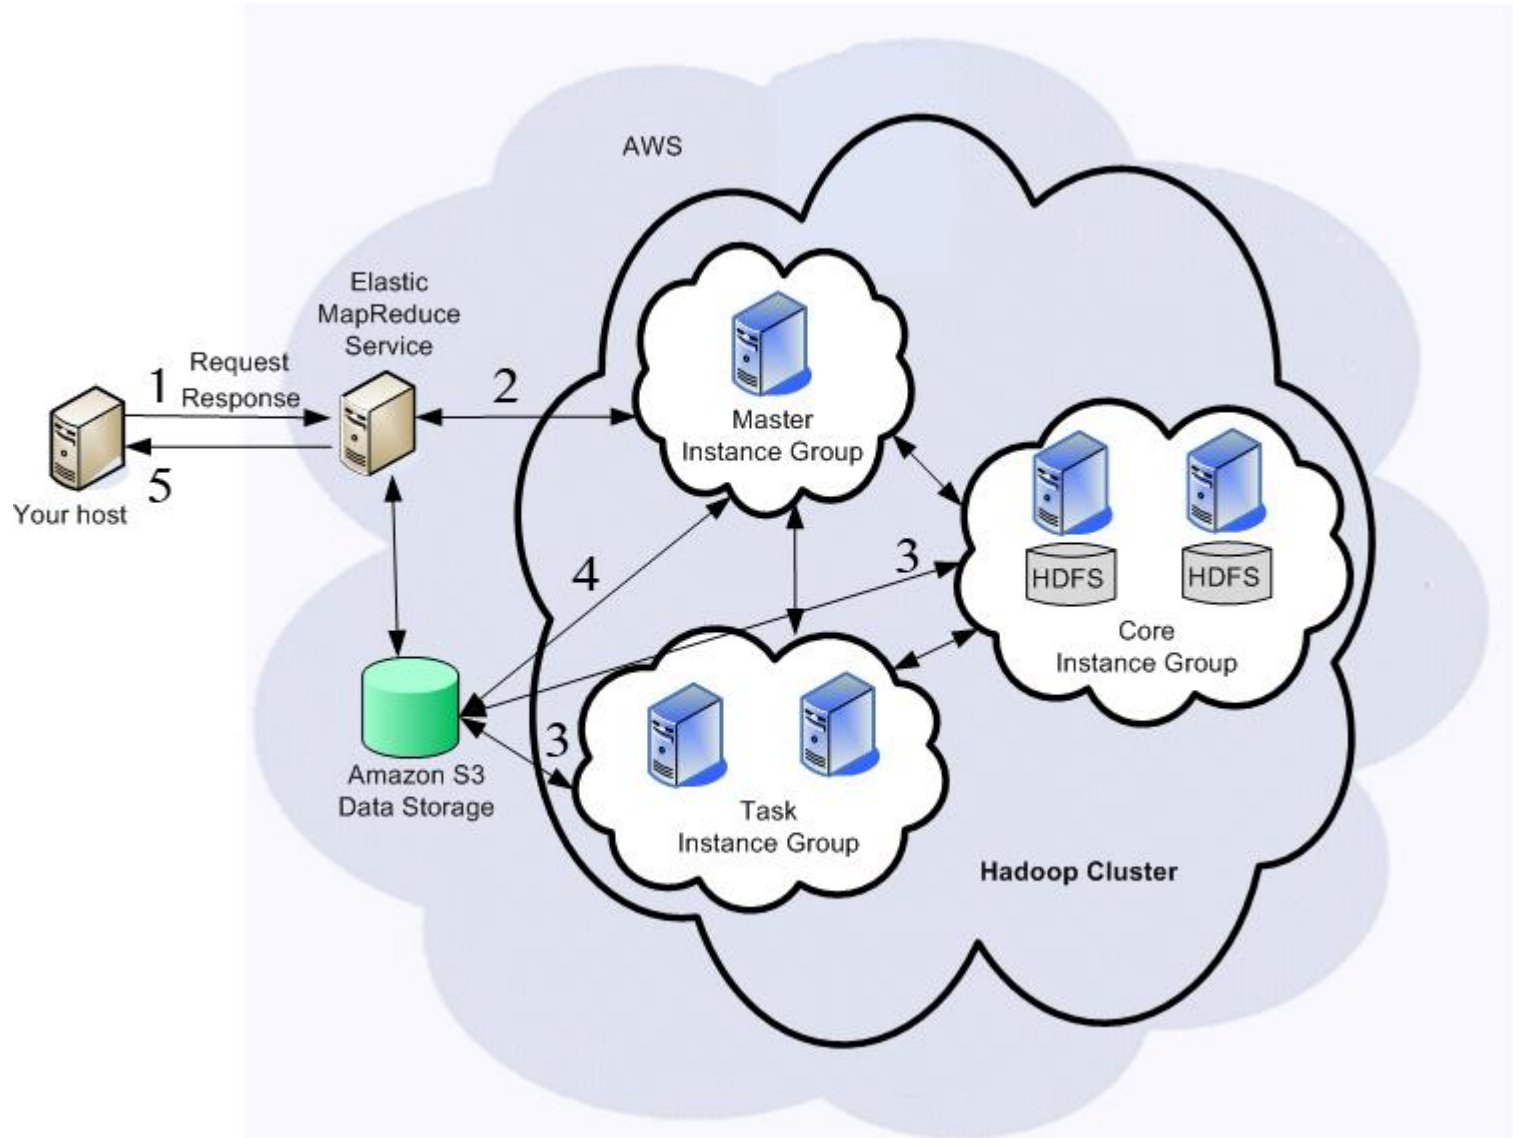 AWS
Elastic
MapReduce
Service
1
Request
Response
2
5
Your host
Master
Instance Group
HDFS
HDFS
Core
Instance Group
4
3
3
Amazon S3
Data Storage
Task
Instance Group
Hadoop Cluster